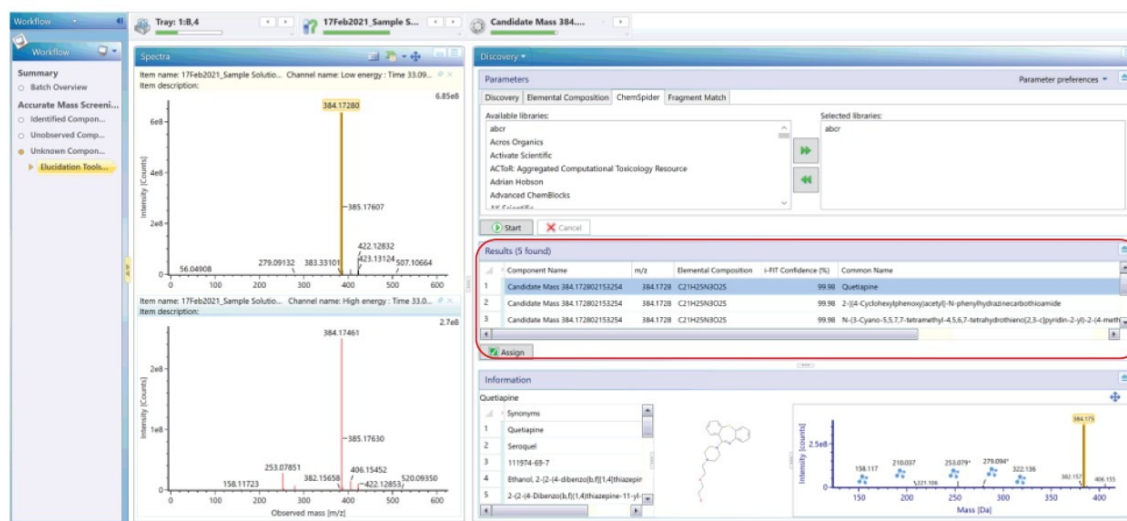 Workflow
Tray: 1:B,4
17Feb2021_Sample S...
Candidate Mass 384....
Workflow
Summary
Batch Overview
Accurate Mass Screeni...
Identified Compon...
Unobserved Comp...
Unknown Compon...
Elucidation Tools...
Spectra
Item name: 17Feb2021_Sample Solutio... Channel name: Low energy : Time 33.09...
Item description:
6.85e8
384.17280
6e8
4e8
2e8
0
Intensity [Counts]
385.17607
422.12832
423.13124
279.09132
383.33101
507.10664
56.04908
0 100 200 300 400 500 600
Item name: 17Feb2021_Sample Solutio... Channel name: High energy : Time 33.0...
Item description:
2.7e8
384.17461
2e8
1e8
0
Intensity [Counts]
385.17630
253.07851
406.15452
382.15658
520.09350
158.11723
422.12853
0 100 200 300 400 500 600
Observed mass [m/z]
Discovery
Parameters
Parameter preferences
Discovery Elemental Composition ChemSpider Fragment Match
Available libraries:
abcr
Acros Organics
Activate Scientific
ACToR: Aggregated Computational Toxicology Resource
Adrian Hobson
Advanced ChemBlocks
Selected libraries:
abcr
Start
Cancel
Results (5 found)
Component Name m/z Elemental Composition i-FIT Confidence (%) Common Name
1 Candidate Mass 384.172802153254 384.1728 C21H25N3O2S 99.98 Quetiapine
2 Candidate Mass 384.172802153254 384.1728 C21H25N3O2S 99.98 2-[(4-Cyclohexylphenoxy)acetyl]-N-phenylhydrazinecarbothioamide
3 Candidate Mass 384.172802153254 384.1728 C21H25N3O2S 99.98 N-(3-Cyano-5,5,7,7-tetramethyl-4,5,6,7-tetrahydrothieno[2,3-c]pyridin-2-yl)-2-(4-meth
Assign
Information
Quetiapine
Synonyms
1 Quetiapine
2 Seroquel
3 111974-69-7
4 Ethanol, 2-(2-(4-dibenzo[b,f][1,4]thiazepin
5 2-(2-(4-Dibenzo[b,f][1,4]thiazepine-11-yl-
384.175
2.5e8
0
Intensity [counts]
158.117
210.037
221.106
253.079*
279.094*
322.136
382.157
406.155
150 200 250 300 350 400
Mass [Da]